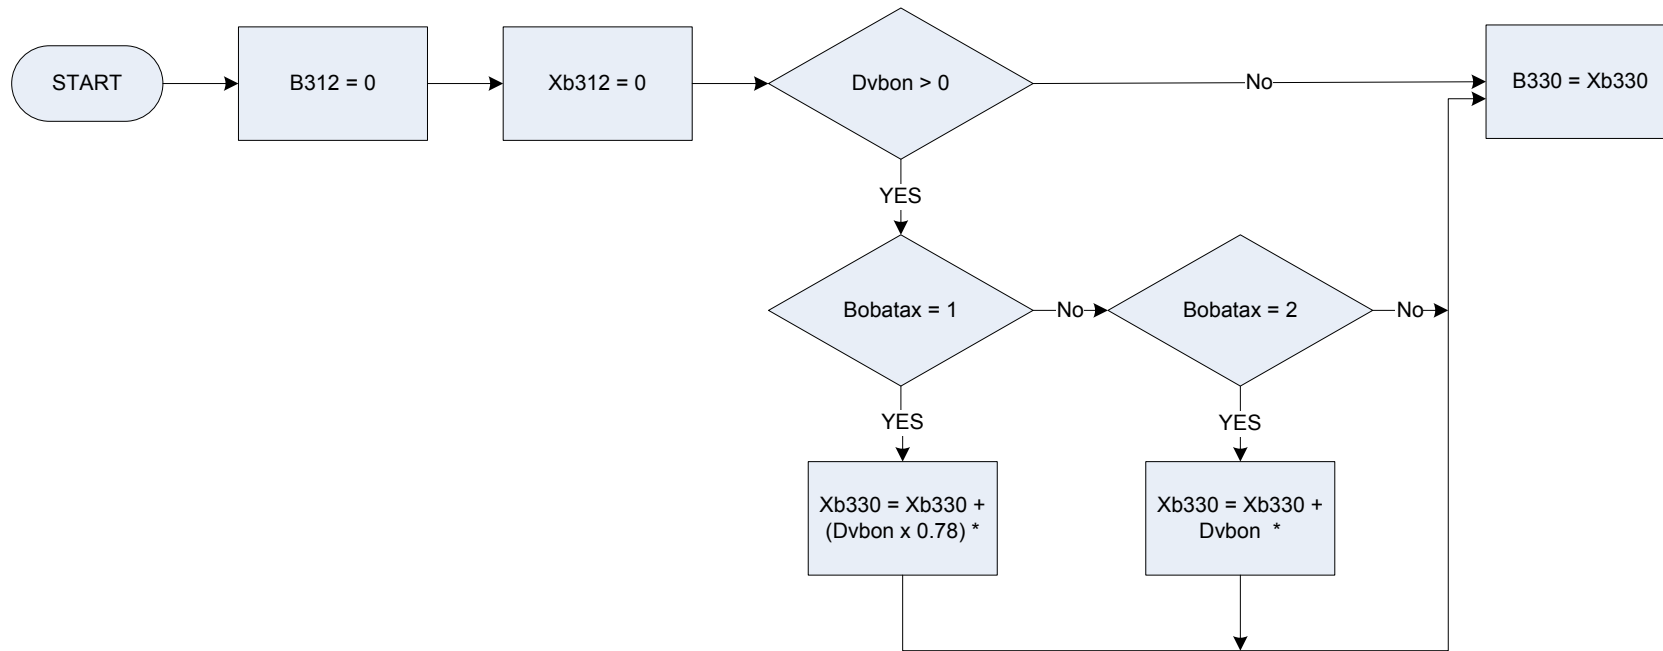 START
B312 = 0
Xb312 = 0
Dvbon > 0
No
B330 = Xb330
YES
Bobatax = 1
No
Bobatax = 2
No
YES
YES
Xb330 = Xb330 +
(Dvbon x 0.78) *
Xb330 = Xb330 +
Dvbon *